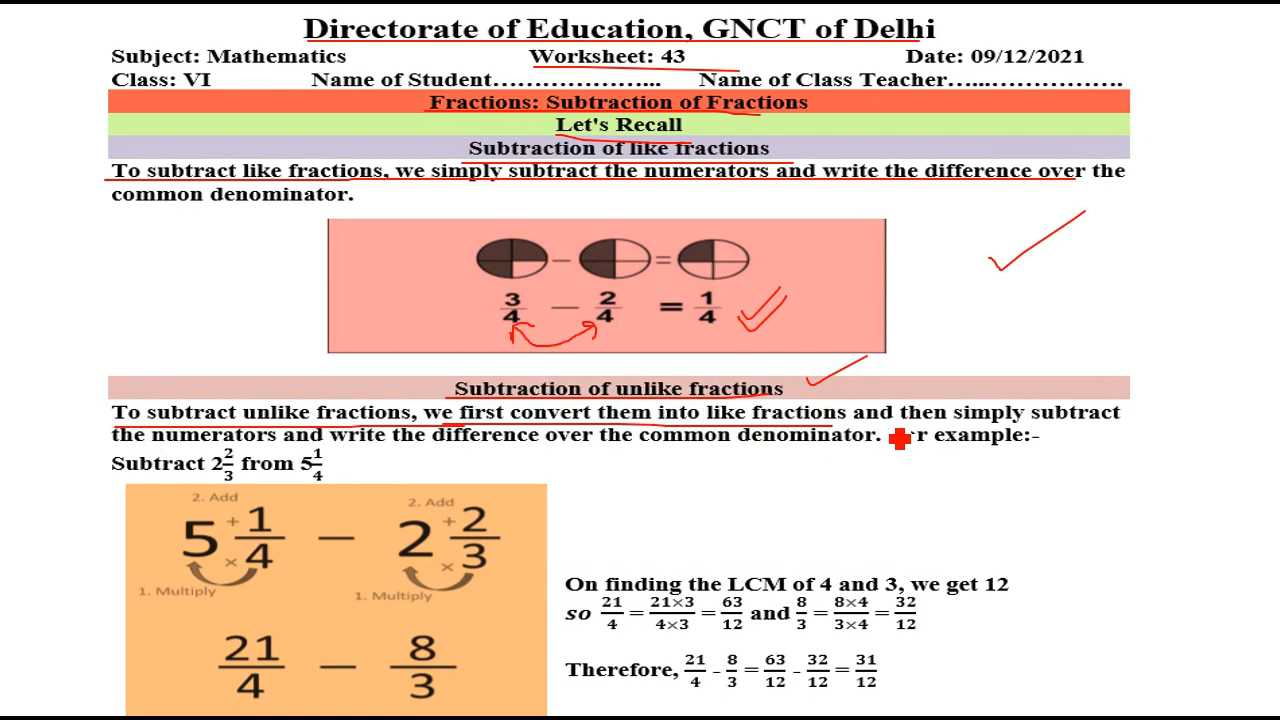 Directorate of Education, GNCT of Delhi
Subject: Mathematics Worksheet: 43 Date: 09/12/2021
Class: VI Name of Student………………….. Name of Class Teacher…...…………….
Fractions: Subtraction of Fractions
Let's Recall
Subtraction of like fractions
To subtract like fractions, we simply subtract the numerators and write the difference over the
common denominator.
3/4 − 2/4 = 1/4
Subtraction of unlike fractions
To subtract unlike fractions, we first convert them into like fractions and then simply subtract
the numerators and write the difference over the common denominator. example:-
Subtract 2 2/3 from 5 1/4
2. Add 2. Add
5 + 1/4 − 2 + 2/3
× ×
1. Multiply 1. Multiply
21/4 − 8/3
On finding the LCM of 4 and 3, we get 12
so 21/4 = 21×3/4×3 = 63/12 and 8/3 = 8×4/3×4 = 32/12
Therefore, 21/4 - 8/3 = 63/12 - 32/12 = 31/12